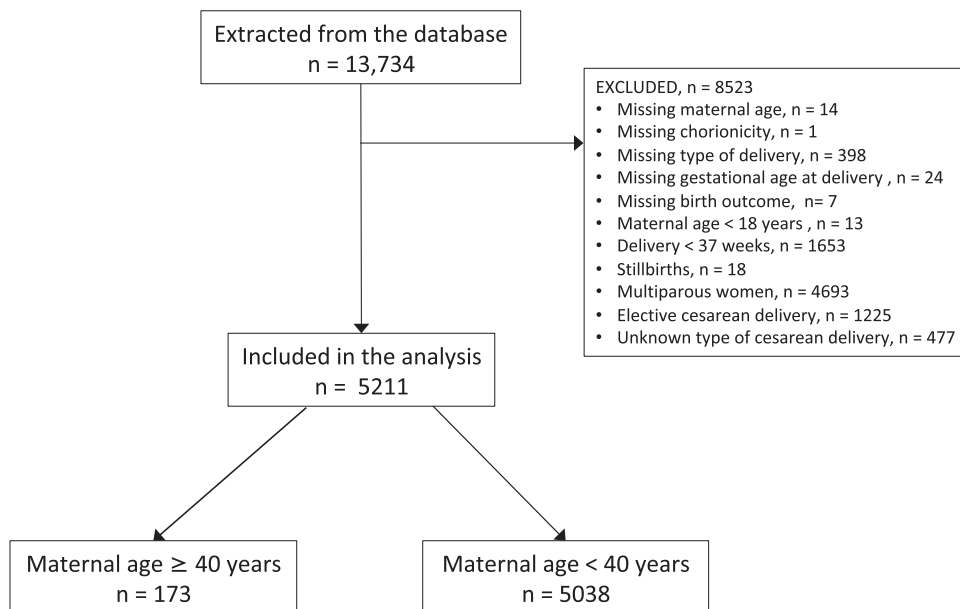 Extracted from the database
n = 13,734
EXCLUDED, n = 8523
• Missing maternal age, n = 14
• Missing chorionicity, n = 1
• Missing type of delivery, n = 398
• Missing gestational age at delivery , n = 24
• Missing birth outcome, n= 7
• Maternal age < 18 years , n = 13
• Delivery < 37 weeks, n = 1653
• Stillbirths, n = 18
• Multiparous women, n = 4693
• Elective cesarean delivery, n = 1225
• Unknown type of cesarean delivery, n = 477
Included in the analysis
n = 5211
Maternal age ≥ 40 years
n = 173
Maternal age < 40 years
n = 5038